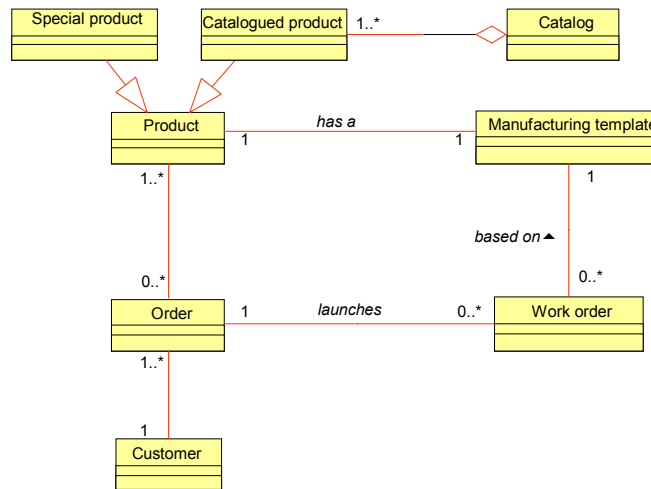 Special product
Catalogued product
1..*
Catalog
Product
has a
1
1
Manufacturing template
1..*
1
based on
0..*
0..*
Order
1
launches
0..*
Work order
1..*
1
Customer